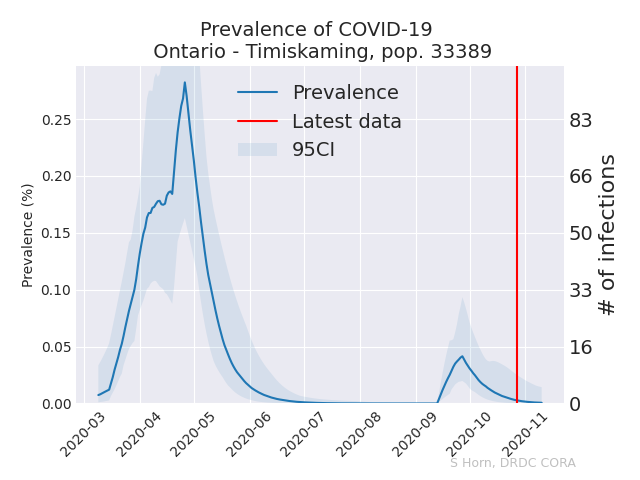 Prevalence of COVID-19
Ontario - Timiskaming, pop. 33389
Prevalence
Latest data
95CI
Prevalence (%)
0.25
0.20
0.15
0.10
0.05
0.00
83
66
50
33
16
0
# of infections
2020-03
2020-04
2020-05
2020-06
2020-07
2020-08
2020-09
2020-10
2020-11
S Horn, DRDC CORA